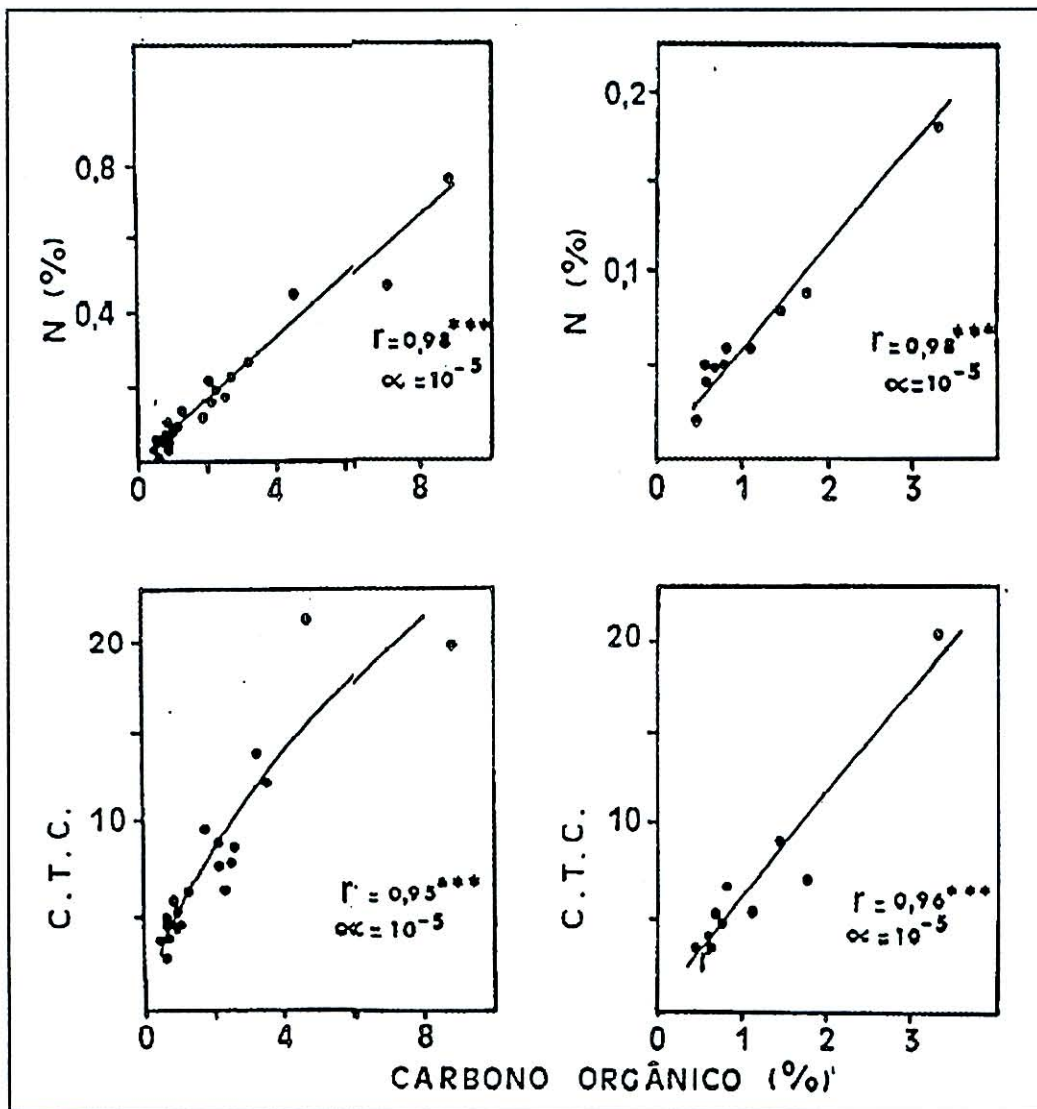 N (%)
0,8
0,4
0 4 8
r=0,98***
∝=10⁻⁵
N (%)
0,2
0,1
0 1 2 3
r=0,98***
∝=10⁻⁵
C. T. C.
20
10
0 4 8
r=0,95***
∝=10⁻⁵
C. T. C.
20
10
0 1 2 3
r=0,96***
∝=10⁻⁵
CARBONO ORGÂNICO (%)